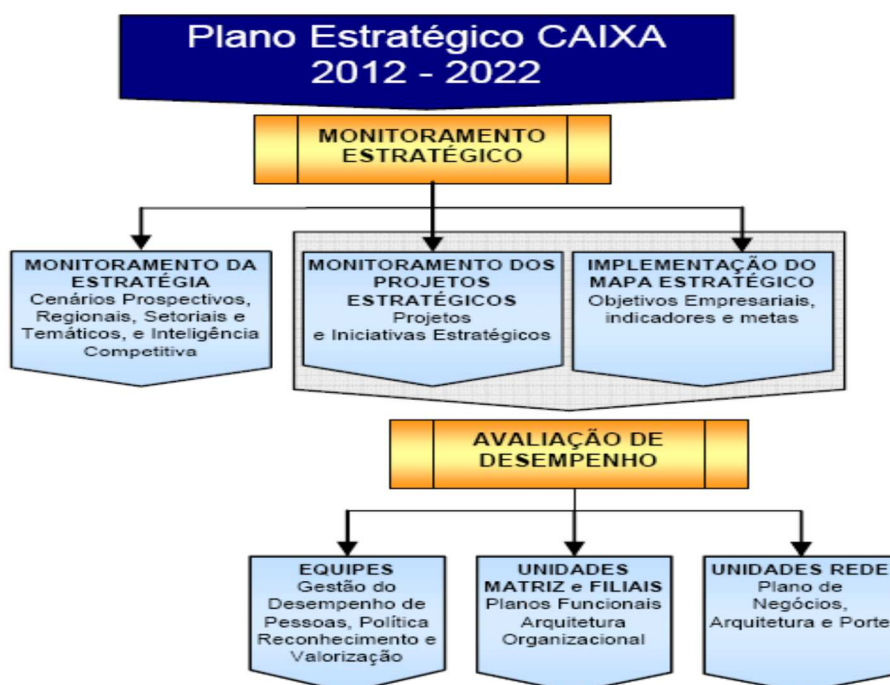 Plano Estratégico CAIXA
2012 - 2022
MONITORAMENTO
ESTRATÉGICO
MONITORAMENTO DA
ESTRATÉGIA
Cenários Prospectivos,
Regionais, Setoriais e
Temáticos, e Inteligência
Competitiva
MONITORAMENTO DOS
PROJETOS
ESTRATÉGICOS
Projetos
e Iniciativas Estratégicos
IMPLEMENTAÇÃO DO
MAPA ESTRATÉGICO
Objetivos Empresariais,
indicadores e metas
AVALIAÇÃO DE
DESEMPENHO
EQUIPES
Gestão do
Desempenho de
Pessoas, Política
Reconhecimento e
Valorização
UNIDADES
MATRIZ e FILIAIS
Planos Funcionais
Arquitetura
Organizacional
UNIDADES REDE
Plano de
Negócios,
Arquitetura e Porte